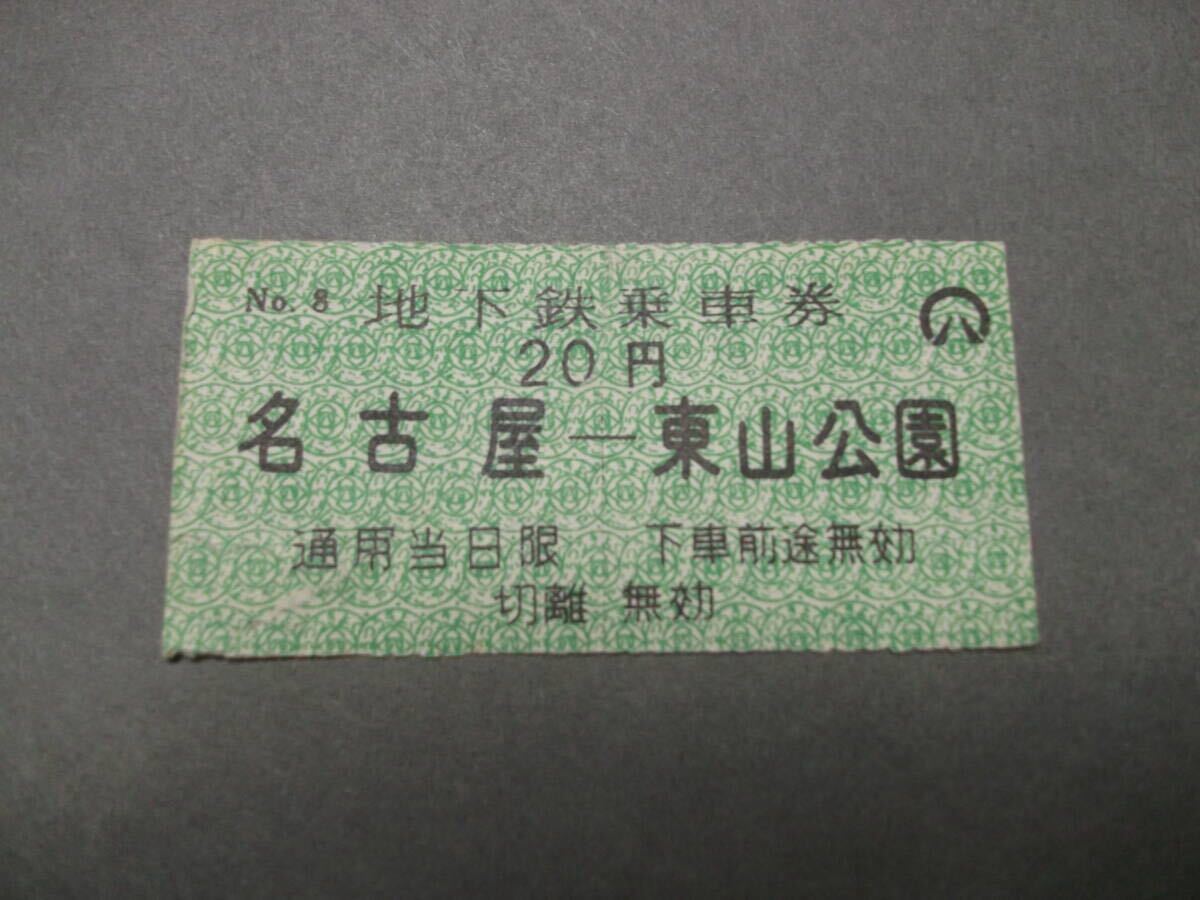 No. 8 地下鉄乗車券
20円
名古屋—東山公園
通用当日限 下車前途無効
切離 無効